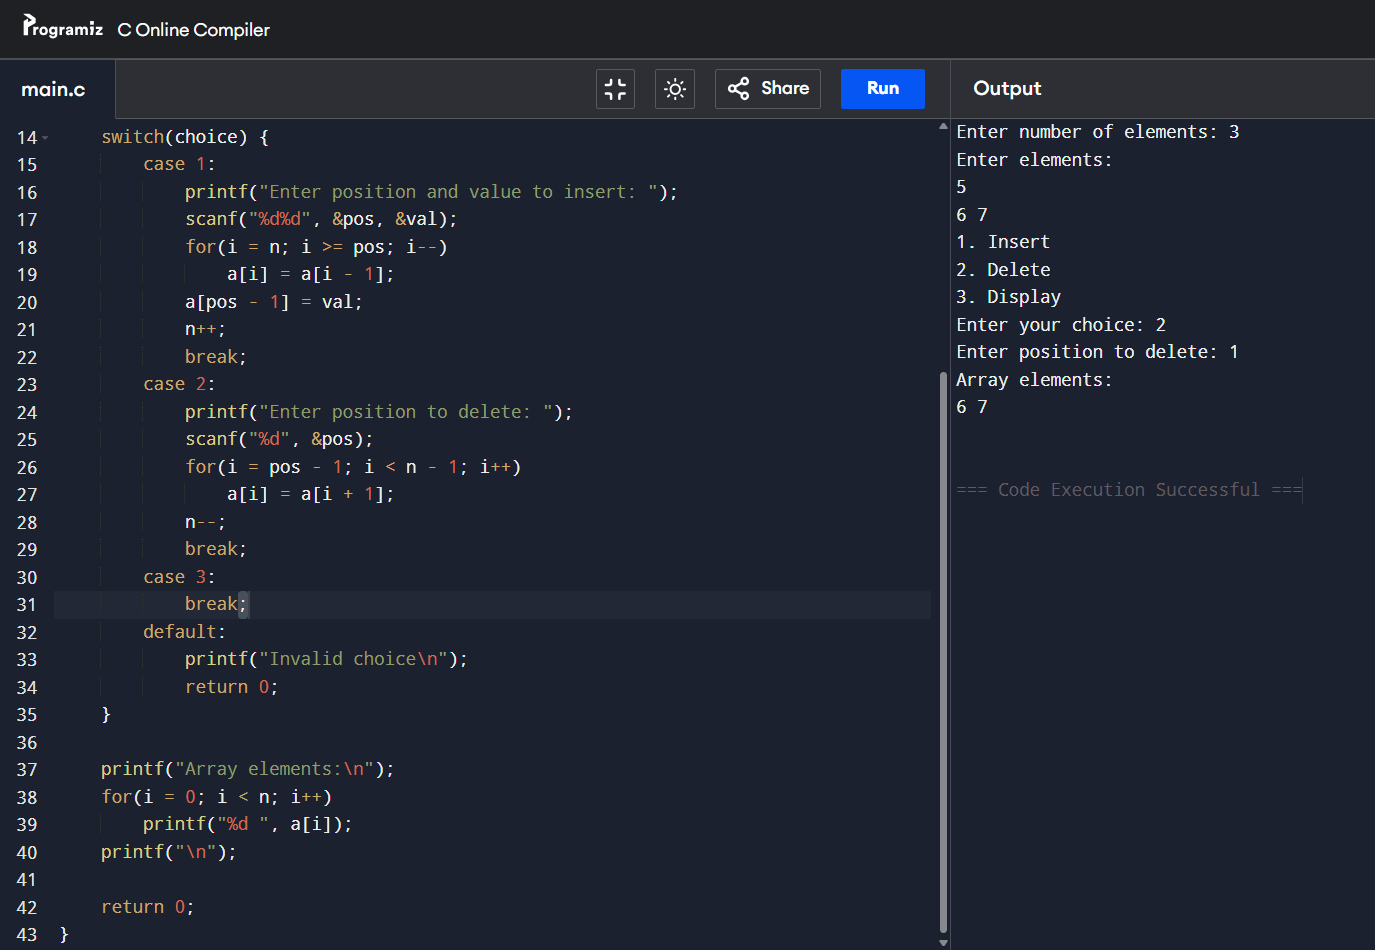 Programiz C Online Compiler
main.c
Share
Run
Output
14 switch(choice) {
15 case 1:
16 printf("Enter position and value to insert: ");
17 scanf("%d%d", &pos, &val);
18 for(i = n; i >= pos; i--)
19 a[i] = a[i - 1];
20 a[pos - 1] = val;
21 n++;
22 break;
23 case 2:
24 printf("Enter position to delete: ");
25 scanf("%d", &pos);
26 for(i = pos - 1; i < n - 1; i++)
27 a[i] = a[i + 1];
28 n--;
29 break;
30 case 3:
31 break;
32 default:
33 printf("Invalid choice\n");
34 return 0;
35 }
36
37 printf("Array elements:\n");
38 for(i = 0; i < n; i++)
39 printf("%d ", a[i]);
40 printf("\n");
41
42 return 0;
43 }
Enter number of elements: 3
Enter elements:
5
6 7
1. Insert
2. Delete
3. Display
Enter your choice: 2
Enter position to delete: 1
Array elements:
6 7
=== Code Execution Successful ===